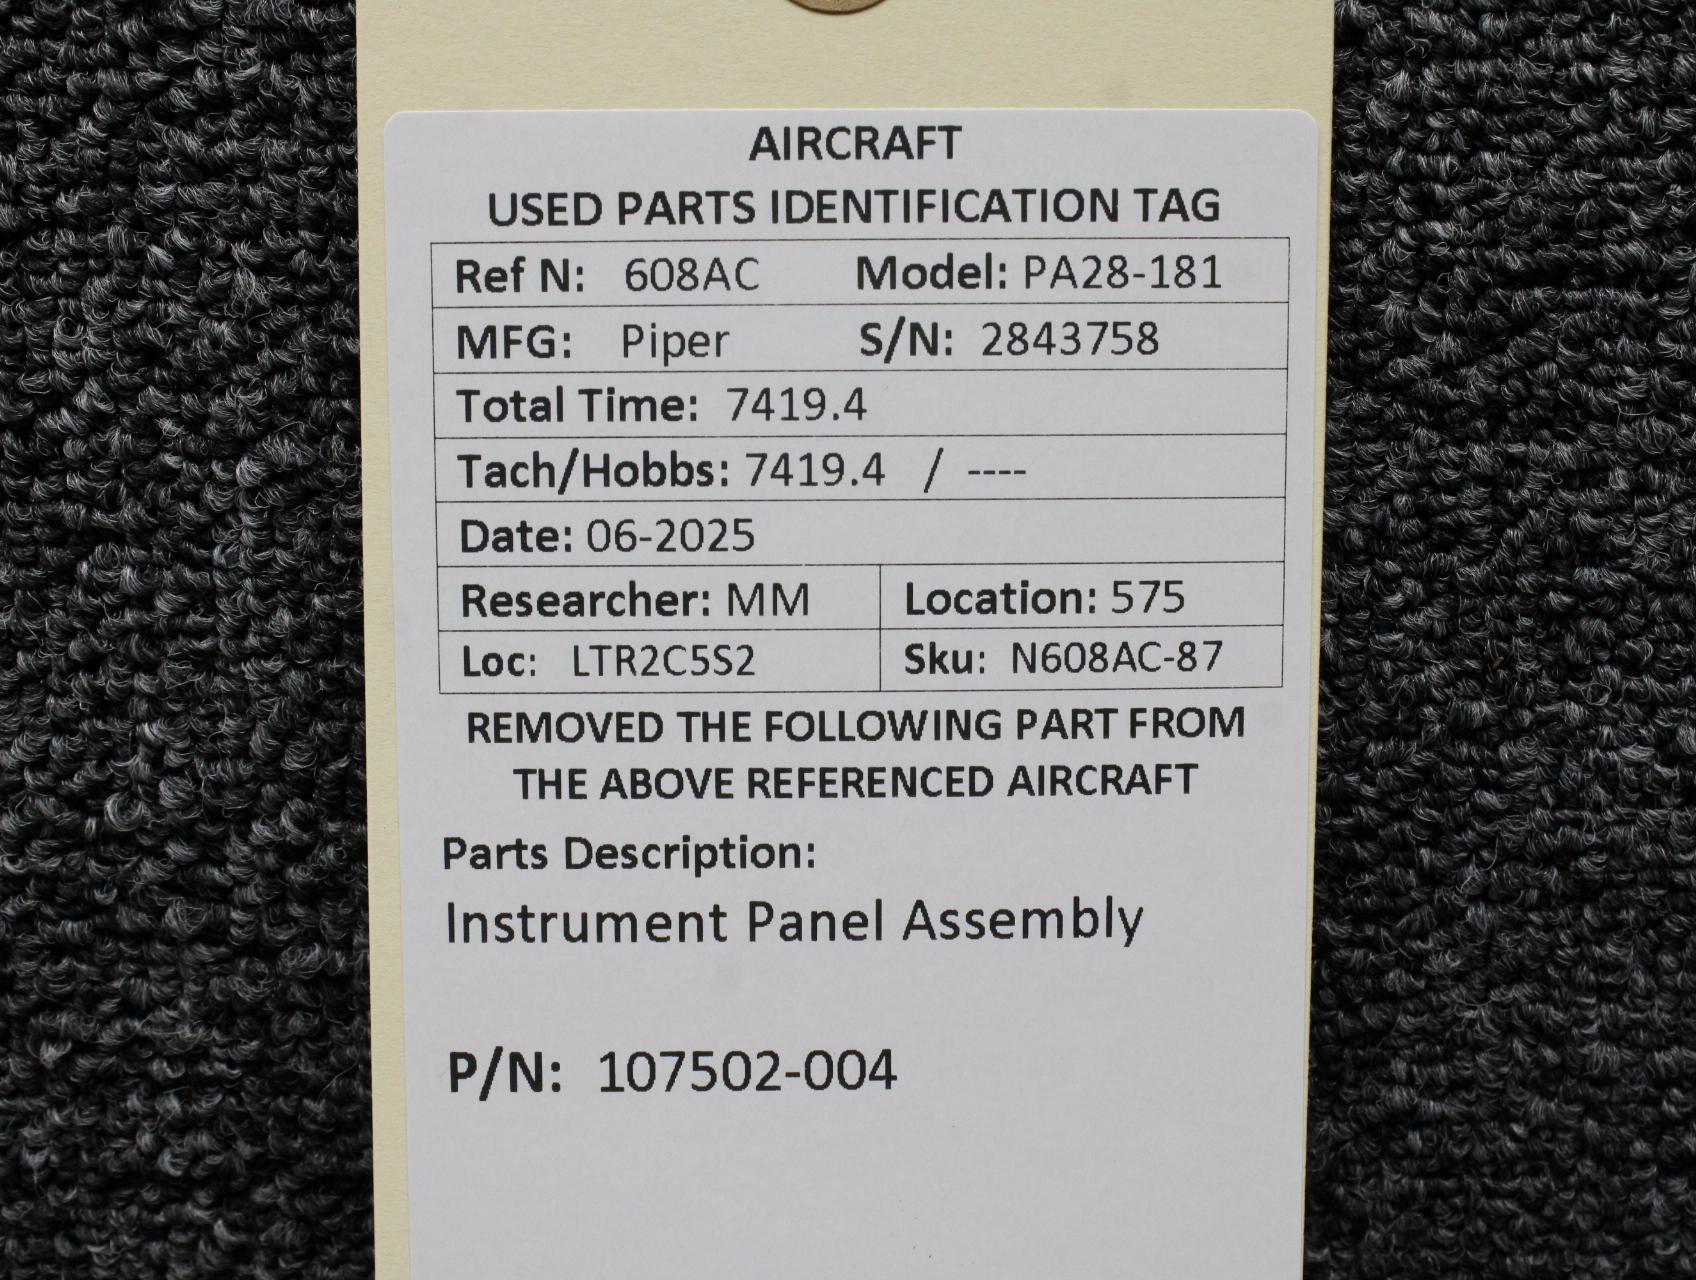 AIRCRAFT
USED PARTS IDENTIFICATION TAG
Ref N: 608AC Model: PA28-181
MFG: Piper S/N: 2843758
Total Time: 7419.4
Tach/Hobbs: 7419.4 / ----
Date: 06-2025
Researcher: MM Location: 575
Loc: LTR2C5S2 Sku: N608AC-87
REMOVED THE FOLLOWING PART FROM
THE ABOVE REFERENCED AIRCRAFT
Parts Description:
Instrument Panel Assembly
P/N: 107502-004